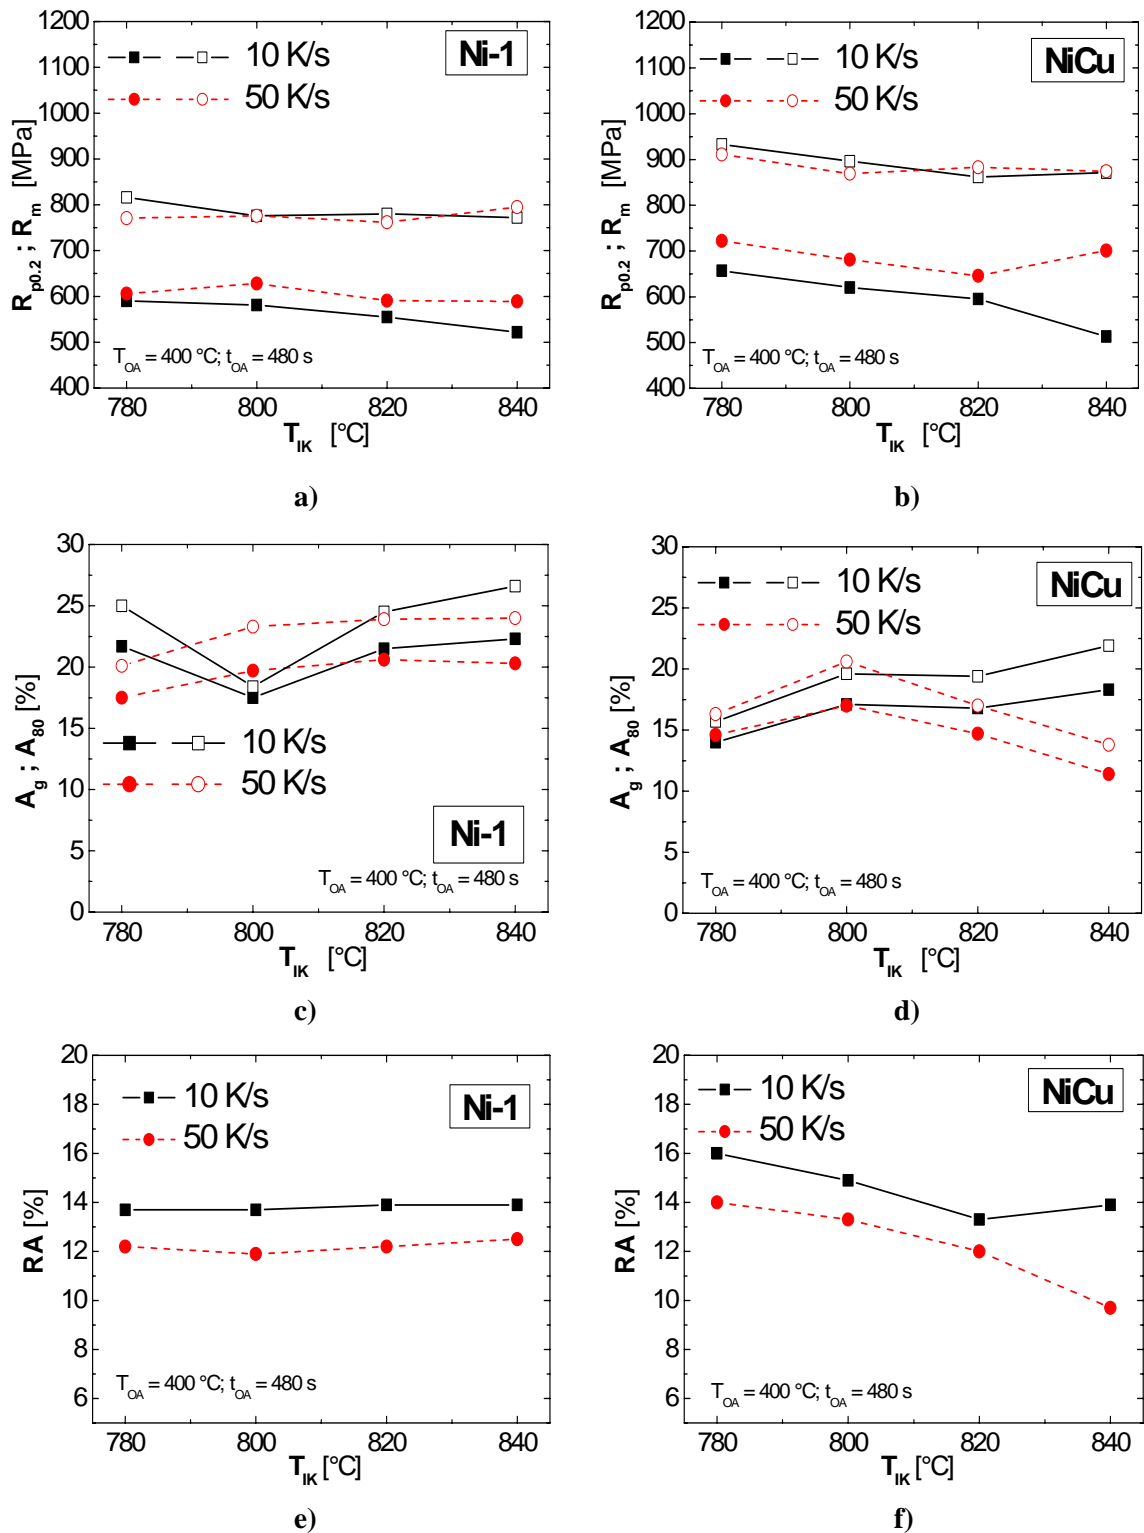 1200
1100
1000
900
800
700
600
500
400
R_p0.2 ; R_m [MPa]
10 K/s
50 K/s
Ni-1
T_OA = 400 °C; t_OA = 480 s
780 800 820 840
T_IK [°C]
a)
1200
1100
1000
900
800
700
600
500
400
R_p0.2 ; R_m [MPa]
10 K/s
50 K/s
NiCu
T_OA = 400 °C; t_OA = 480 s
780 800 820 840
T_IK [°C]
b)
30
25
20
15
10
5
0
A_g ; A_80 [%]
10 K/s
50 K/s
Ni-1
T_OA = 400 °C; t_OA = 480 s
780 800 820 840
T_IK [°C]
c)
30
25
20
15
10
5
0
A_g ; A_80 [%]
10 K/s
50 K/s
NiCu
T_OA = 400 °C; t_OA = 480 s
780 800 820 840
T_IK [°C]
d)
20
18
16
14
12
10
8
6
RA [%]
10 K/s
50 K/s
Ni-1
T_OA = 400 °C; t_OA = 480 s
780 800 820 840
T_IK [°C]
e)
20
18
16
14
12
10
8
6
RA [%]
10 K/s
50 K/s
NiCu
T_OA = 400 °C; t_OA = 480 s
780 800 820 840
T_IK [°C]
f)